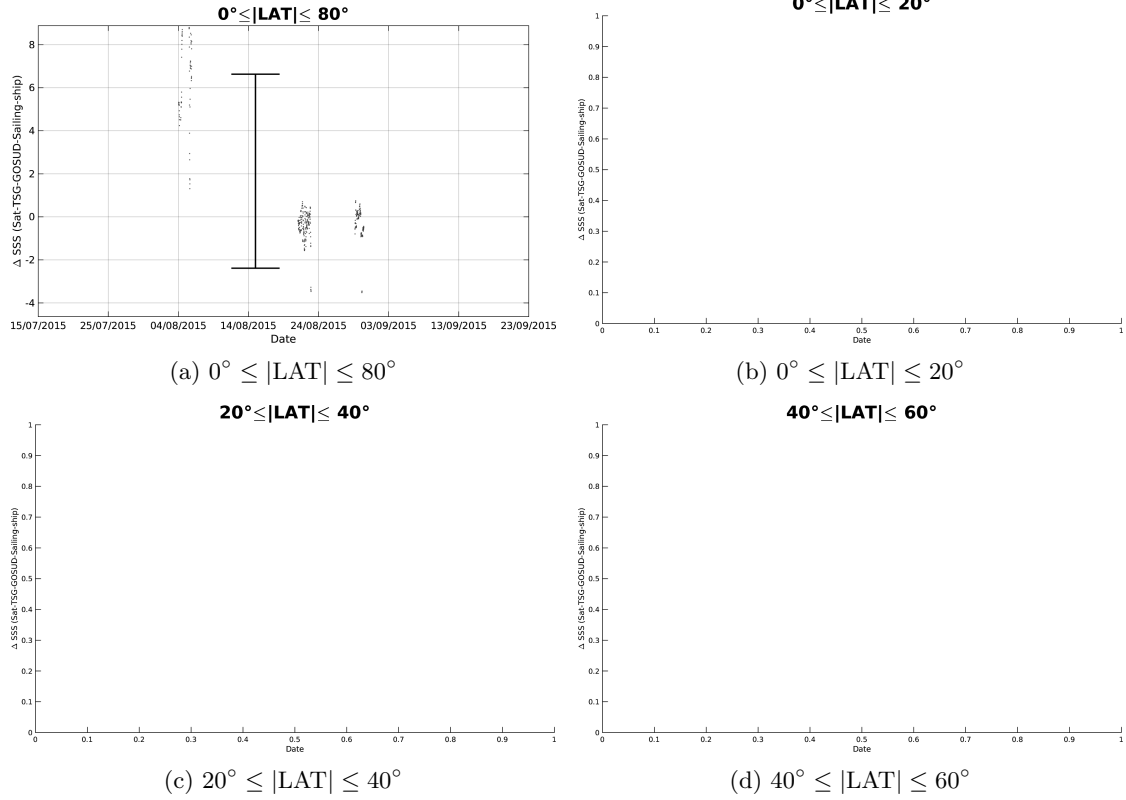 0°≤|LAT|≤ 80°
Δ SSS (Sat-TSG-GOSUD-Sailing-ship)
8
6
4
2
0
-2
-4
15/07/2015 25/07/2015 04/08/2015 14/08/2015 24/08/2015 03/09/2015 13/09/2015 23/09/2015
Date
(a) 0° ≤ |LAT| ≤ 80°
0°≤|LAT|≤ 20°
Δ SSS (Sat-TSG-GOSUD-Sailing-ship)
1
0.9
0.8
0.7
0.6
0.5
0.4
0.3
0.2
0.1
0
0 0.1 0.2 0.3 0.4 0.5 0.6 0.7 0.8 0.9 1
Date
(b) 0° ≤ |LAT| ≤ 20°
20°≤|LAT|≤ 40°
Δ SSS (Sat-TSG-GOSUD-Sailing-ship)
1
0.9
0.8
0.7
0.6
0.5
0.4
0.3
0.2
0.1
0
0 0.1 0.2 0.3 0.4 0.5 0.6 0.7 0.8 0.9 1
Date
(c) 20° ≤ |LAT| ≤ 40°
40°≤|LAT|≤ 60°
Δ SSS (Sat-TSG-GOSUD-Sailing-ship)
1
0.9
0.8
0.7
0.6
0.5
0.4
0.3
0.2
0.1
0
0 0.1 0.2 0.3 0.4 0.5 0.6 0.7 0.8 0.9 1
Date
(d) 40° ≤ |LAT| ≤ 60°